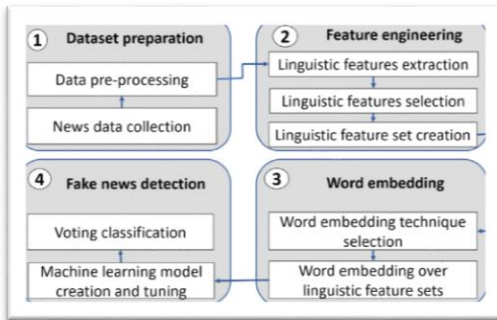 1 Dataset preparation
Data pre-processing
News data collection
2 Feature engineering
Linguistic features extraction
Linguistic features selection
Linguistic feature set creation
3 Word embedding
Word embedding technique
selection
Word embedding over
linguistic feature sets
4 Fake news detection
Voting classification
Machine learning model
creation and tuning